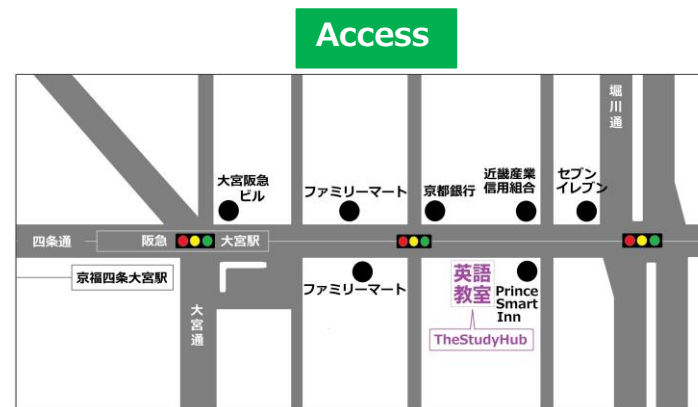 Access
堀川通
大宮阪急
ビル
ファミリーマート
京都銀行
近畿産業
信用組合
セブン
イレブン
四条通
阪急
大宮駅
京福四条大宮駅
大宮通
ファミリーマート
英語
教室
Prince
Smart
Inn
TheStudyHub